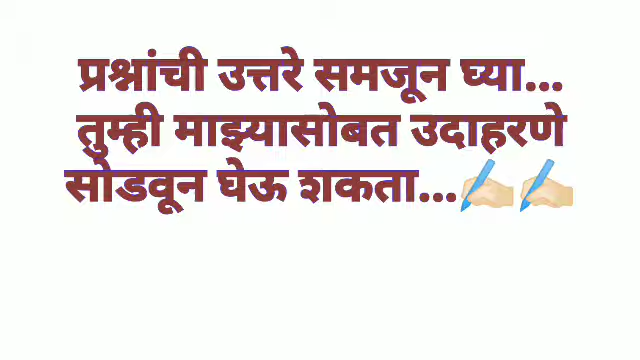 प्रश्नांची उत्तरे समजून घ्या...
तुम्ही माझ्यासोबत उदाहरणे
सोडवून घेऊ शकता...✍🏻✍🏻